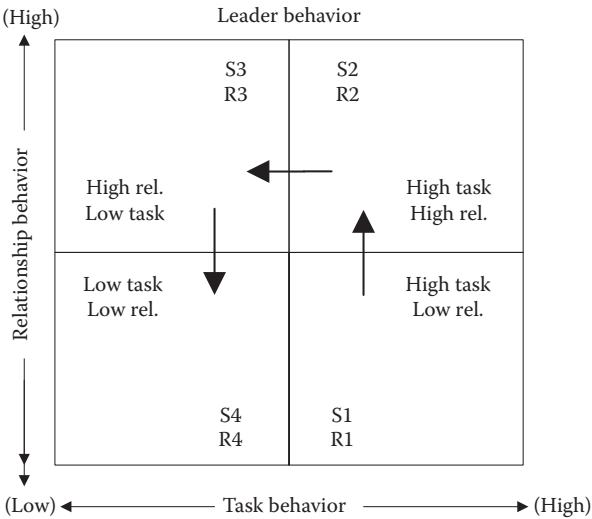 (High)
Leader behavior
S3
R3
S2
R2
High rel.
Low task
High task
High rel.
Relationship behavior
Low task
Low rel.
High task
Low rel.
S4
R4
S1
R1
(Low)
Task behavior
(High)